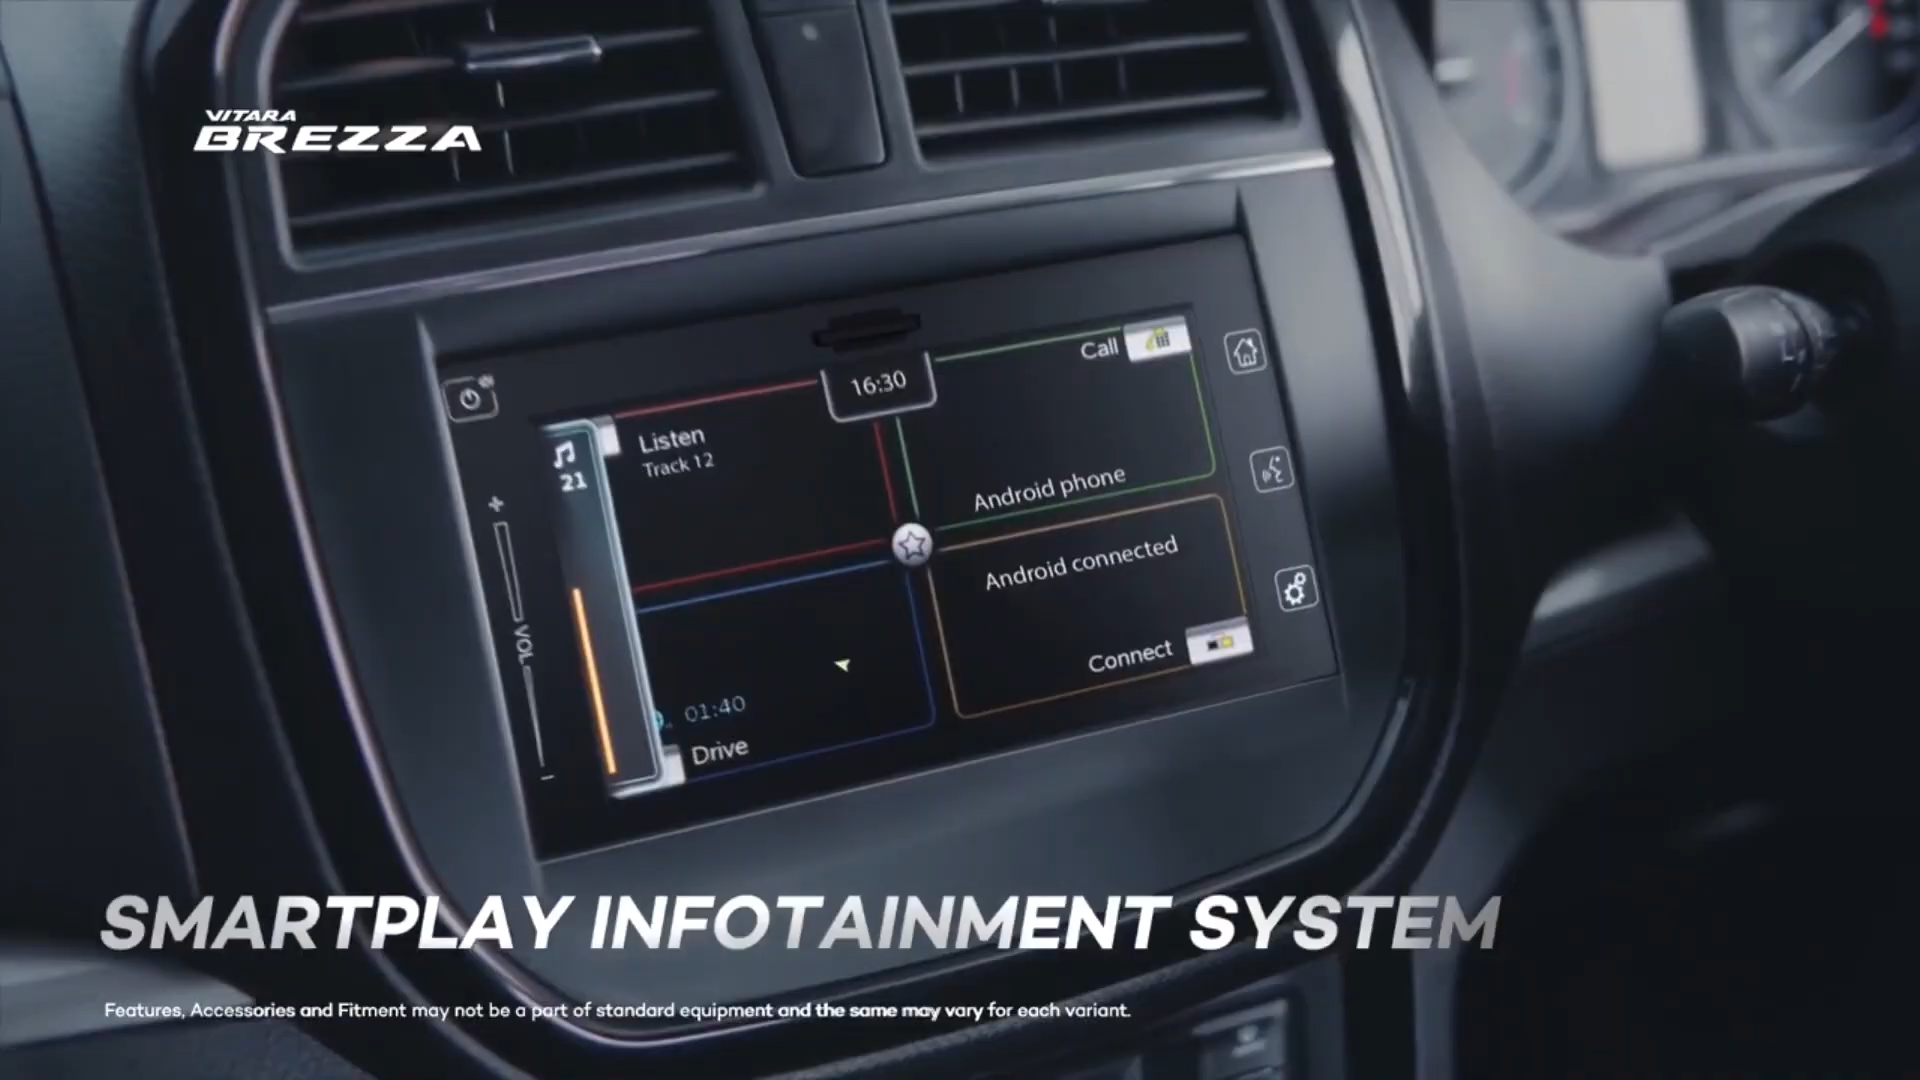 VITARA
BREZZA
16:30
Call
Listen
Track 12
21
Android phone
Android connected
VOL
01:40
Connect
Drive
SMARTPLAY INFOTAINMENT SYSTEM
Features, Accessories and Fitment may not be a part of standard equipment and the same may vary for each variant.